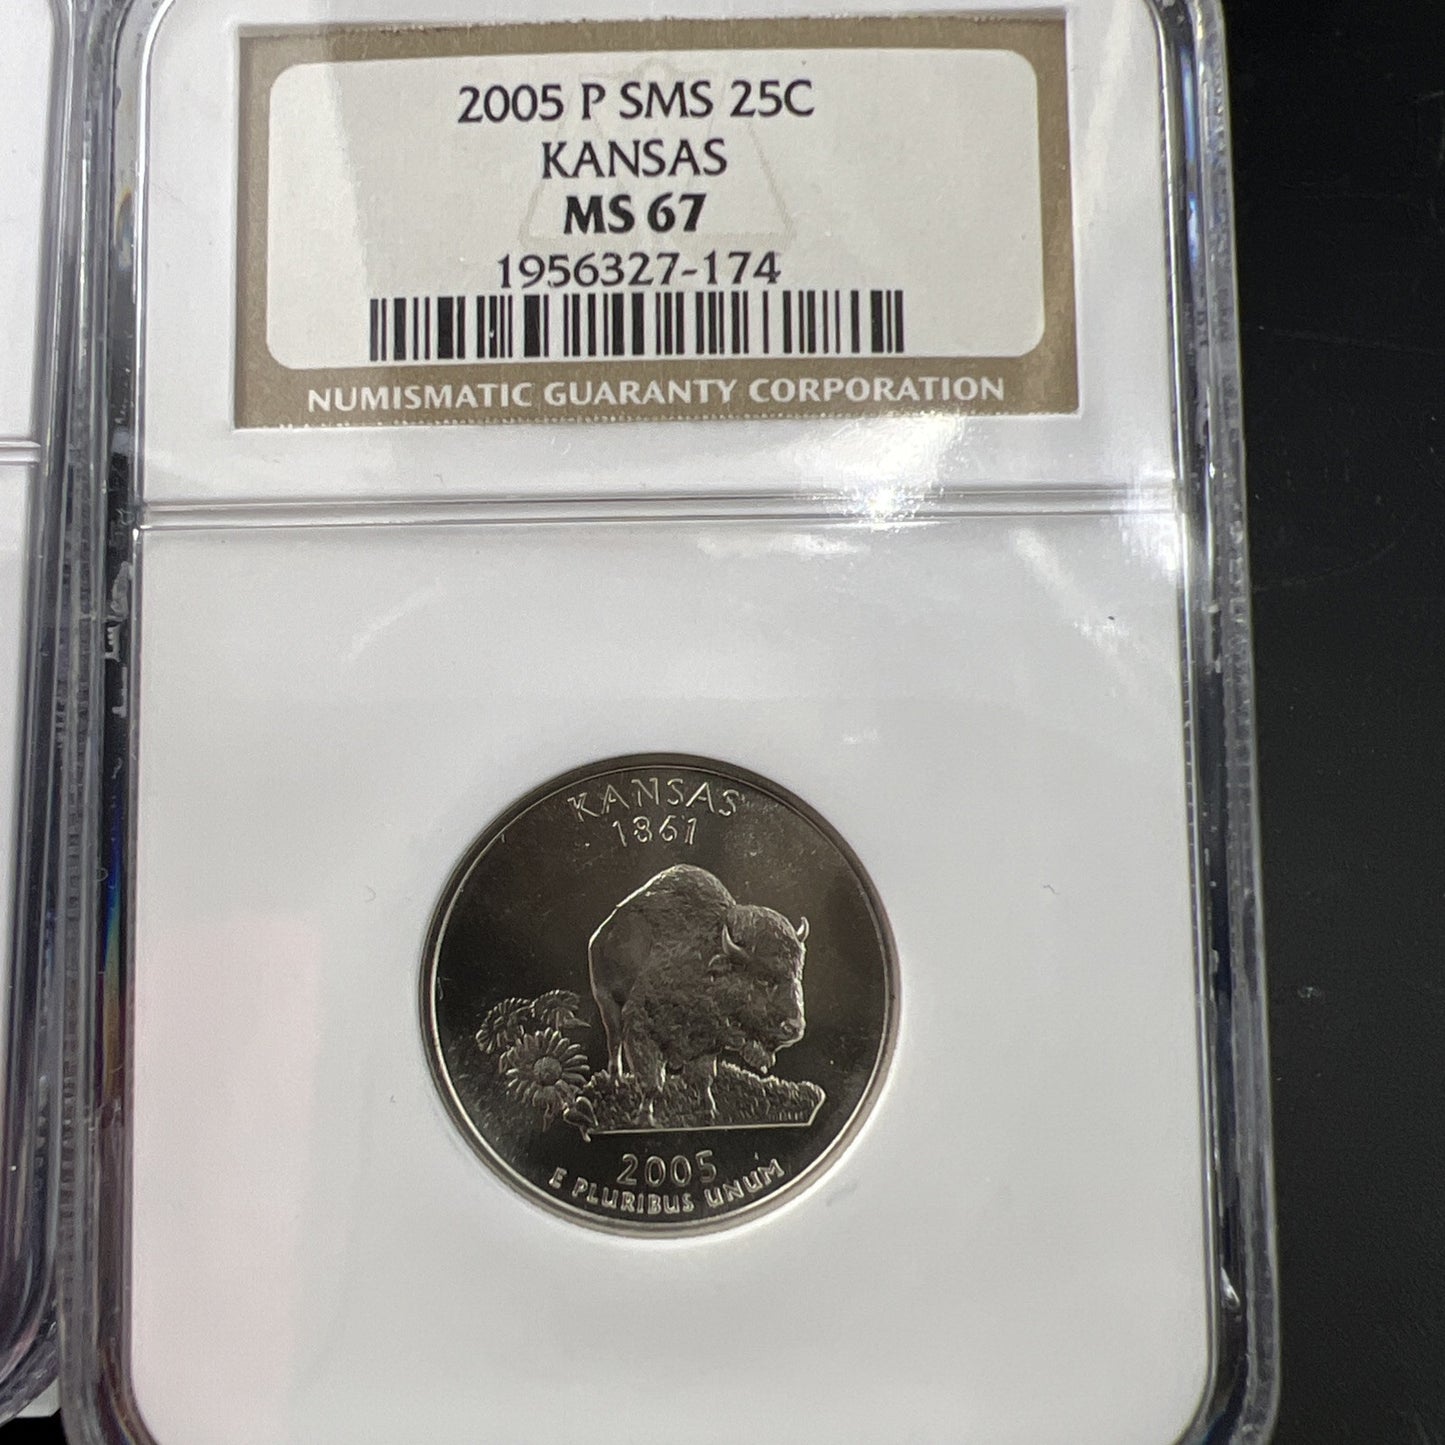 2005 P SMS 25C
KANSAS
MS 67
1956327-174
NUMISMATIC GUARANTY CORPORATION
KANSAS
1861
2005
E PLURIBUS UNUM